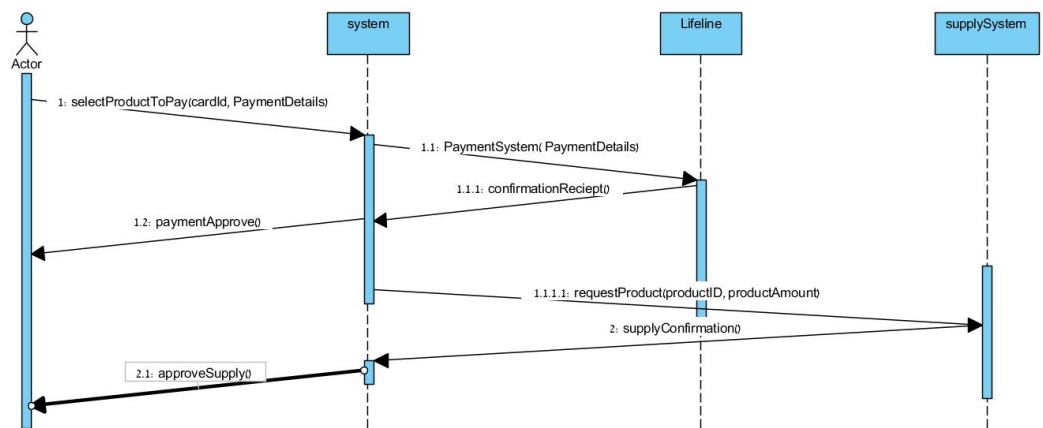 system
Lifeline
supplySystem
Actor
1: selectProductToPay(cardId, PaymentDetails)
1.1: PaymentSystem( PaymentDetails)
1.1.1: confirmationReciept()
1.2: paymentApprove()
1.1.1.1: requestProduct(productID, productAmount)
2: supplyConfirmation()
2.1: approveSupply()